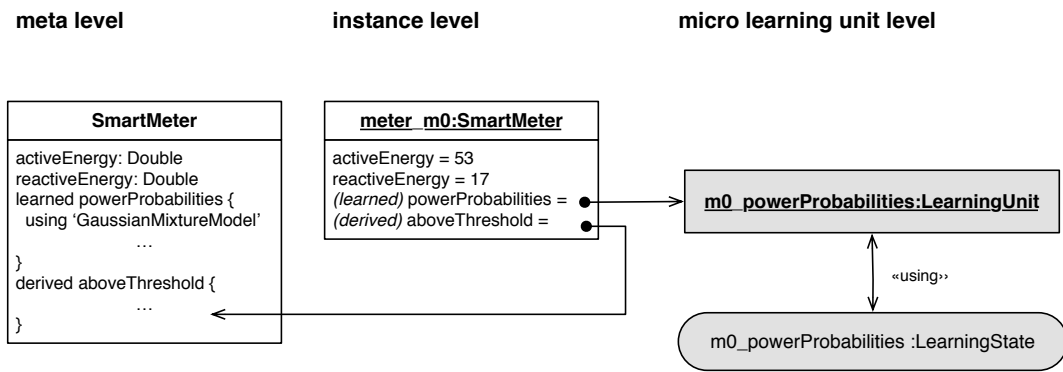 meta level
instance level
micro learning unit level
SmartMeter
activeEnergy: Double
reactiveEnergy: Double
learned powerProbabilities {
using ‘GaussianMixtureModel’
...
}
derived aboveThreshold {
...
}
meter_m0:SmartMeter
activeEnergy = 53
reactiveEnergy = 17
(learned) powerProbabilities =
(derived) aboveThreshold =
m0_powerProbabilities:LearningUnit
«using››
m0_powerProbabilities :LearningState